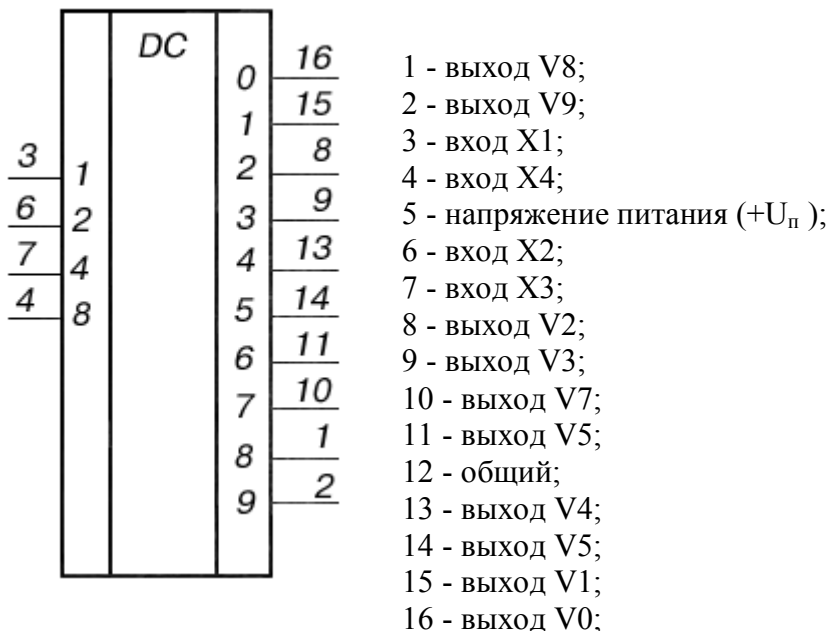 DC
0 16
1 15
3 1 2 8
6 2 3 9
7 4 4 13
4 8 5 14
6 11
7 10
8 1
9 2
1 - выход V8;
2 - выход V9;
3 - вход X1;
4 - вход X4;
5 - напряжение питания (+Uп );
6 - вход X2;
7 - вход X3;
8 - выход V2;
9 - выход V3;
10 - выход V7;
11 - выход V5;
12 - общий;
13 - выход V4;
14 - выход V5;
15 - выход V1;
16 - выход V0;